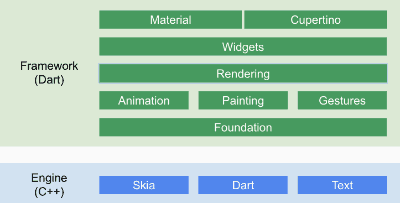 Material Cupertino
Widgets
Framework
(Dart)
Rendering
Animation Painting Gestures
Foundation
Engine
(C++)
Skia Dart Text